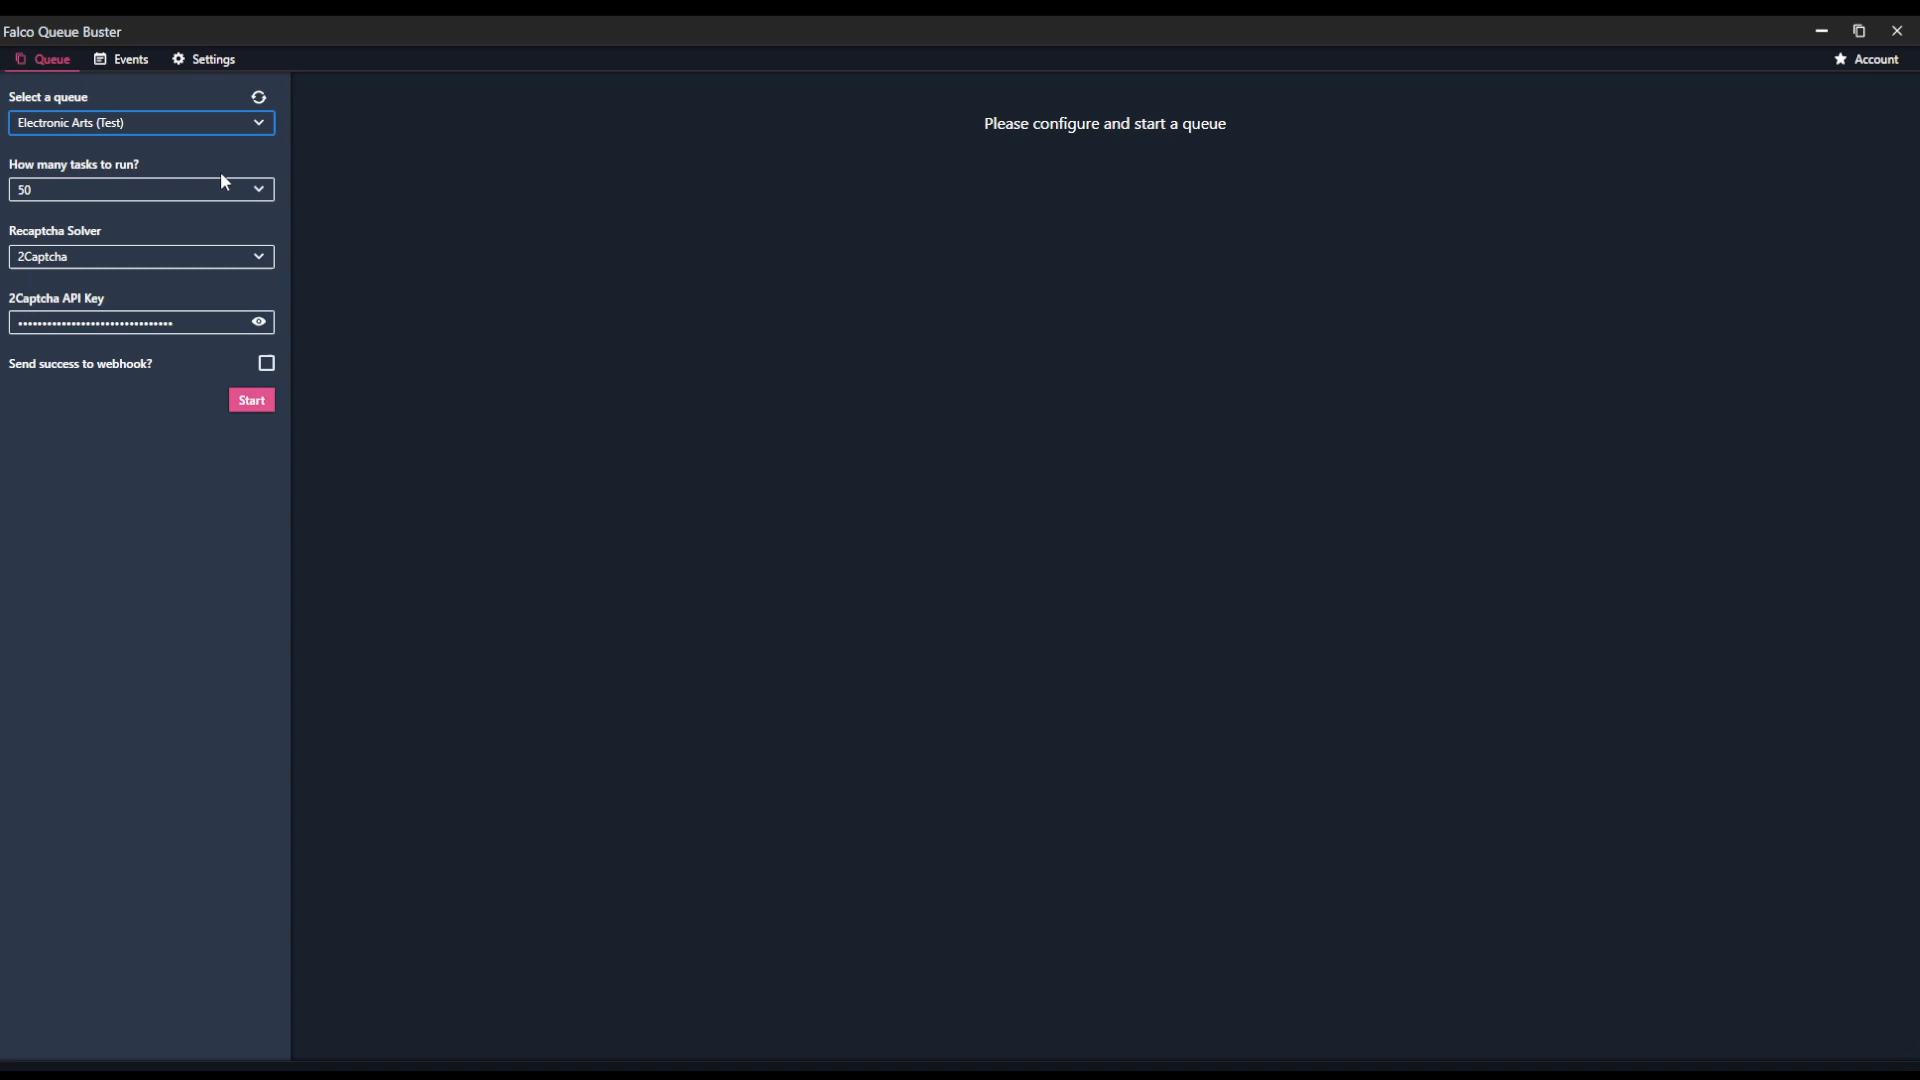 Falco Queue Buster
Queue Events Settings Account
Select a queue
Electronic Arts (Test)
Please configure and start a queue
How many tasks to run?
50
Recaptcha Solver
2Captcha
2Captcha API Key
••••••••••••••••••••••••••••••••
Send success to webhook?
Start